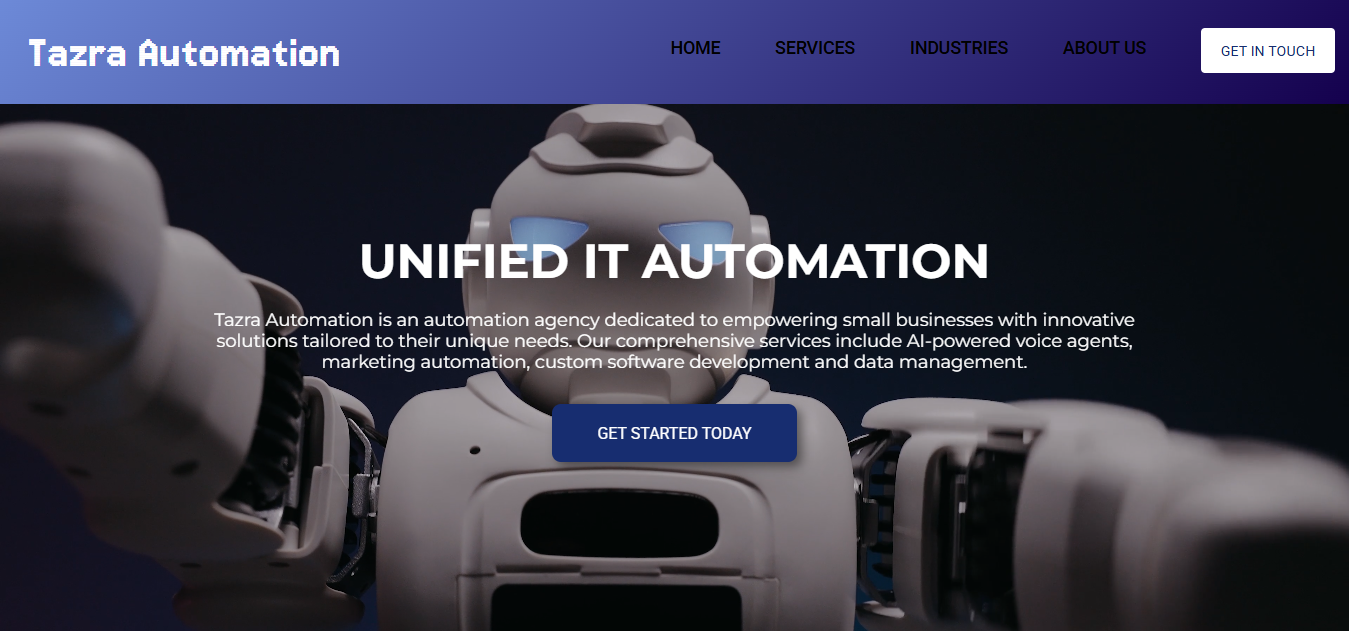 Tazra Automation
HOME
SERVICES
INDUSTRIES
ABOUT US
GET IN TOUCH
UNIFIED IT AUTOMATION
Tazra Automation is an automation agency dedicated to empowering small businesses with innovative
solutions tailored to their unique needs. Our comprehensive services include AI-powered voice agents,
marketing automation, custom software development and data management.
GET STARTED TODAY